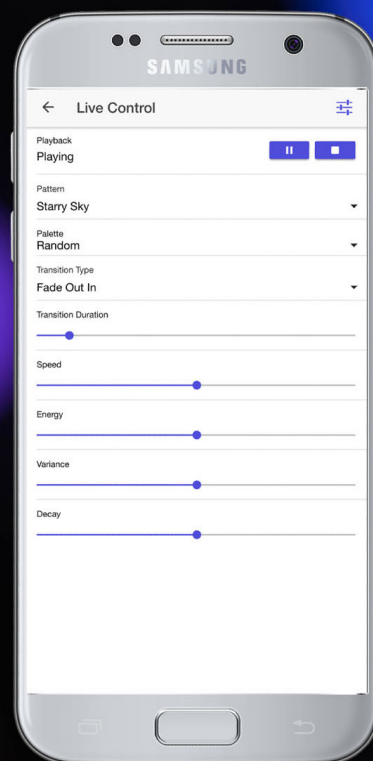 SAMSUNG
Live Control
Playback
Playing
Pattern
Starry Sky
Palette
Random
Transition Type
Fade Out In
Transition Duration
Speed
Energy
Variance
Decay